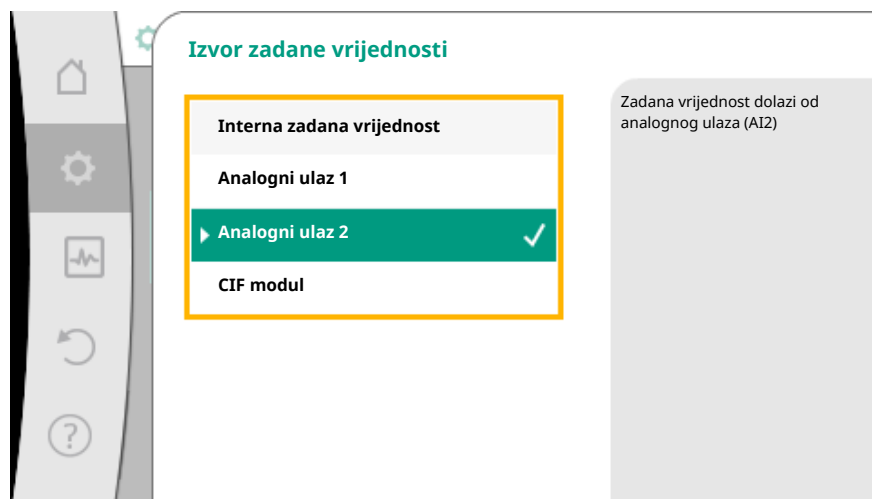 Izvor zadane vrijednosti
Interna zadana vrijednost
Analogni ulaz 1
Analogni ulaz 2
CIF modul
Zadana vrijednost dolazi od
analognog ulaza (AI2)
?